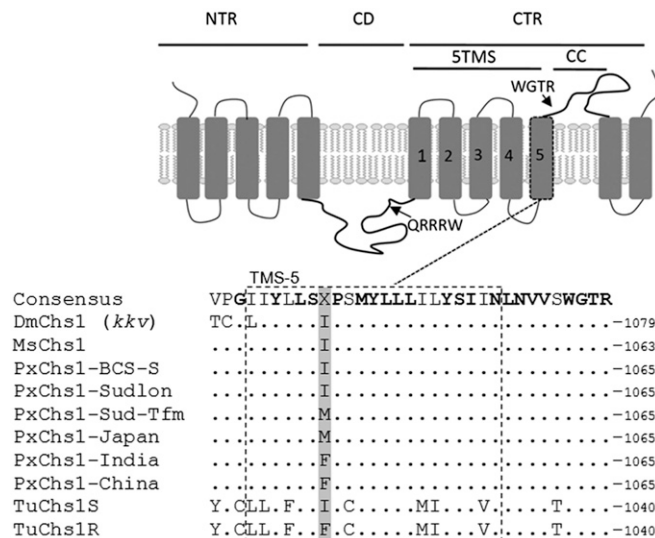 NTR CD CTR
5TMS CC
WGTR
1 2 3 4 5
QRRRW
TMS-5
Consensus VPGIIYLLSXPSMYLLLILYSIINLNVVSWGTR
DmChs1 (kkv) TC.L.....I.......................-1079
MsChs1 .........I.......................-1063
PxChs1-BCS-S .........I.......................-1065
PxChs1-Sudlon .........I.......................-1065
PxChs1-Sud-Tfm .........M.......................-1065
PxChs1-Japan .........M.......................-1065
PxChs1-India .........F.......................-1065
PxChs1-China .........F.......................-1065
TuChs1S Y.CLL.F..I.C.....MI...V.....T....-1040
TuChs1R Y.CLL.F..F.C.....MI...V.....T....-1040